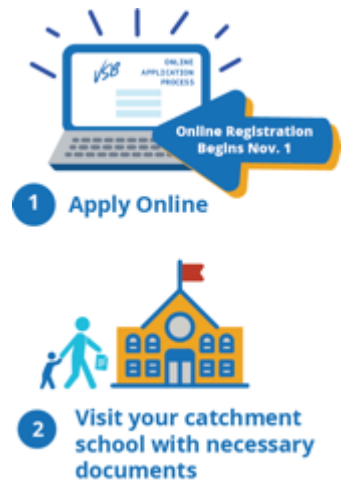 VSB
ONLINE
APPLICATION
PROCESS
Online Registration
Begins Nov. 1
1
Apply Online
2
Visit your catchment
school with necessary
documents